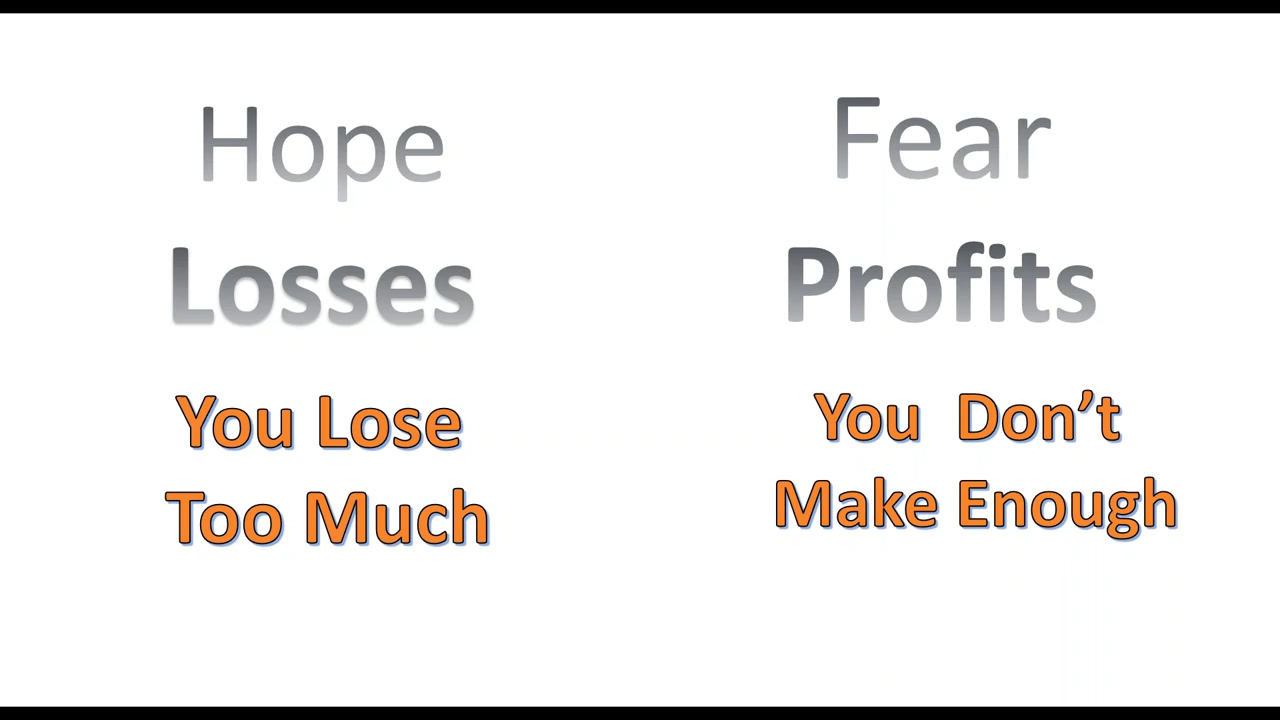 Hope
Losses
You Lose
Too Much
Fear
Profits
You  Don’t
Make Enough